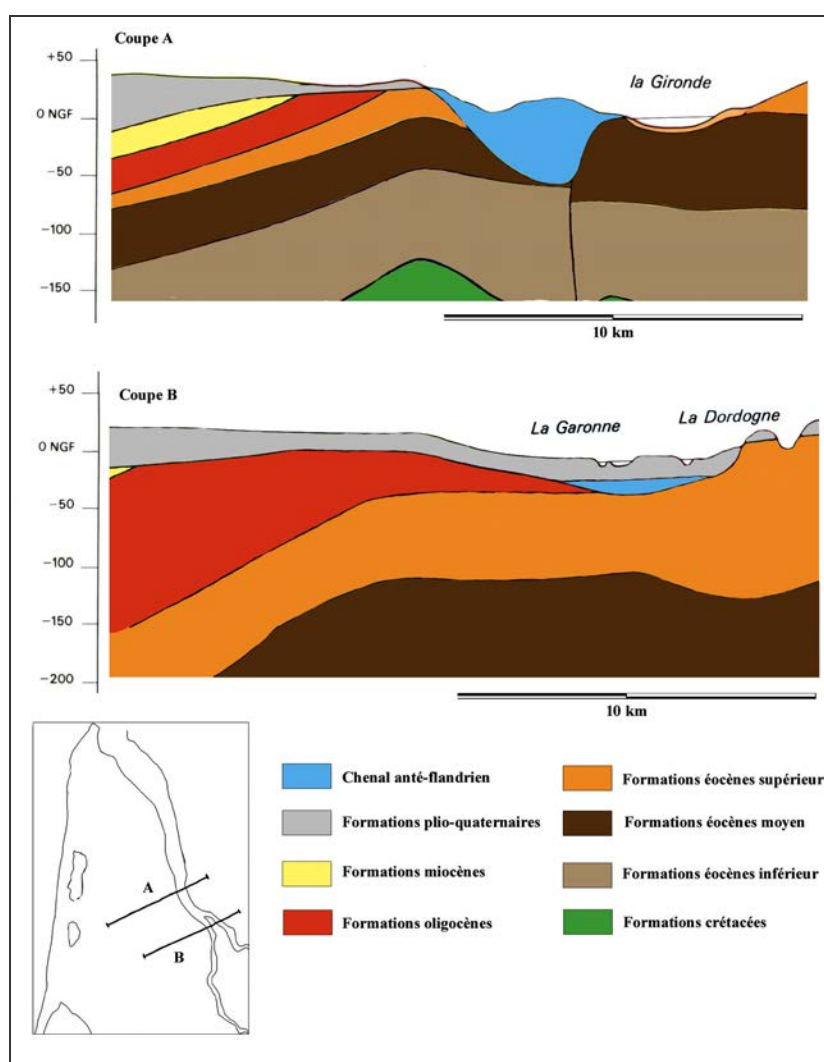 Coupe A
+50
0 NGF
-50
-100
-150
la Gironde
10 km
Coupe B
+50
0 NGF
-50
-100
-150
-200
La Garonne
La Dordogne
10 km
A
B
Chenal anté-flandrien
Formations plio-quaternaires
Formations miocènes
Formations oligocènes
Formations éocènes supérieur
Formations éocènes moyen
Formations éocènes inférieur
Formations crétacées